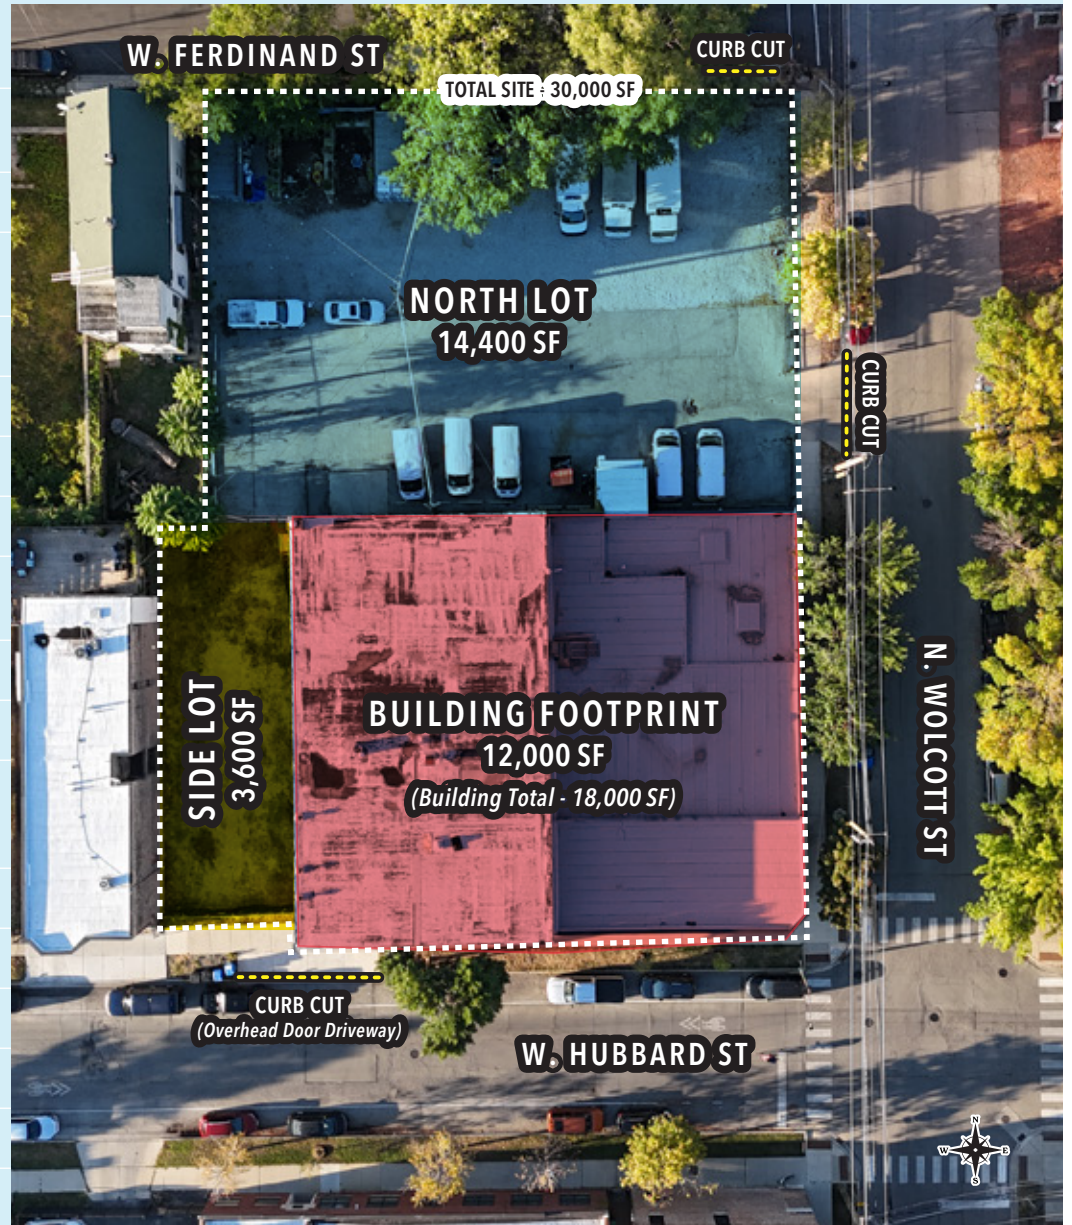 W. FERDINAND ST
CURB CUT
TOTAL SITE = 30,000 SF
NORTH LOT
14,400 SF
CURB CUT
SIDE LOT
3,600 SF
BUILDING FOOTPRINT
12,000 SF
(Building Total - 18,000 SF)
N. WOLCOTT ST
CURB CUT
(Overhead Door Driveway)
W. HUBBARD ST
N
W
E
S